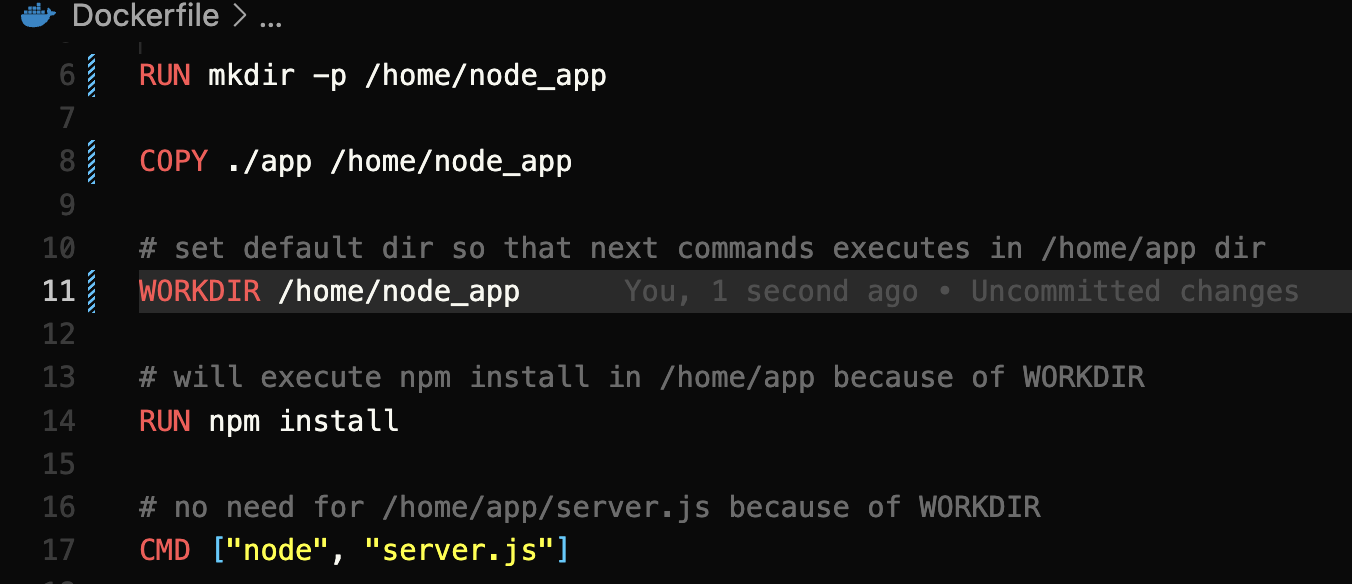 Dockerfile > ...
6 RUN mkdir -p /home/node_app
7
8 COPY ./app /home/node_app
9
10 # set default dir so that next commands executes in /home/app dir
11 WORKDIR /home/node_app You, 1 second ago • Uncommitted changes
12
13 # will execute npm install in /home/app because of WORKDIR
14 RUN npm install
15
16 # no need for /home/app/server.js because of WORKDIR
17 CMD ["node", "server.js"]